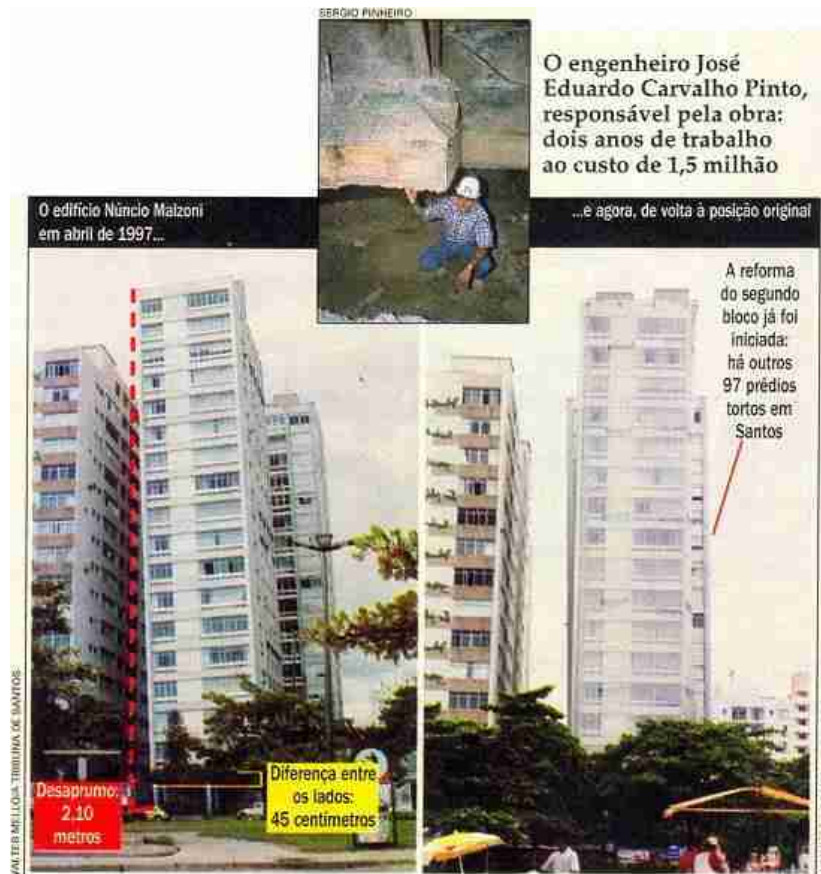 SERGIO PINHEIRO
O engenheiro José
Eduardo Carvalho Pinto,
responsável pela obra:
dois anos de trabalho
ao custo de 1,5 milhão
O edifício Núncio Malzoni
em abril de 1997...
...e agora, de volta à posição original
A reforma
do segundo
bloco já foi
iniciada:
há outros
97 prédios
tortos em
Santos
Desaprumo:
2,10
metros
Diferença entre
os lados:
45 centímetros
WALTER MELLO/A TRIBUNA DE SANTOS